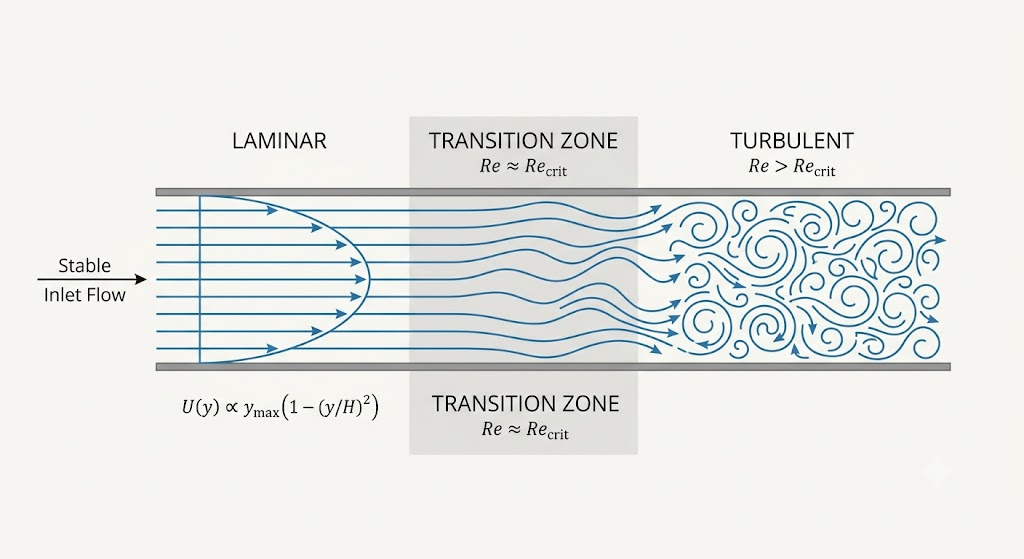 LAMINAR
TRANSITION ZONE
Re ≈ Re_crit
TURBULENT
Re > Re_crit
Stable
Inlet Flow
U(y) ∝ y_max(1 − (y/H)²)
TRANSITION ZONE
Re ≈ Re_crit